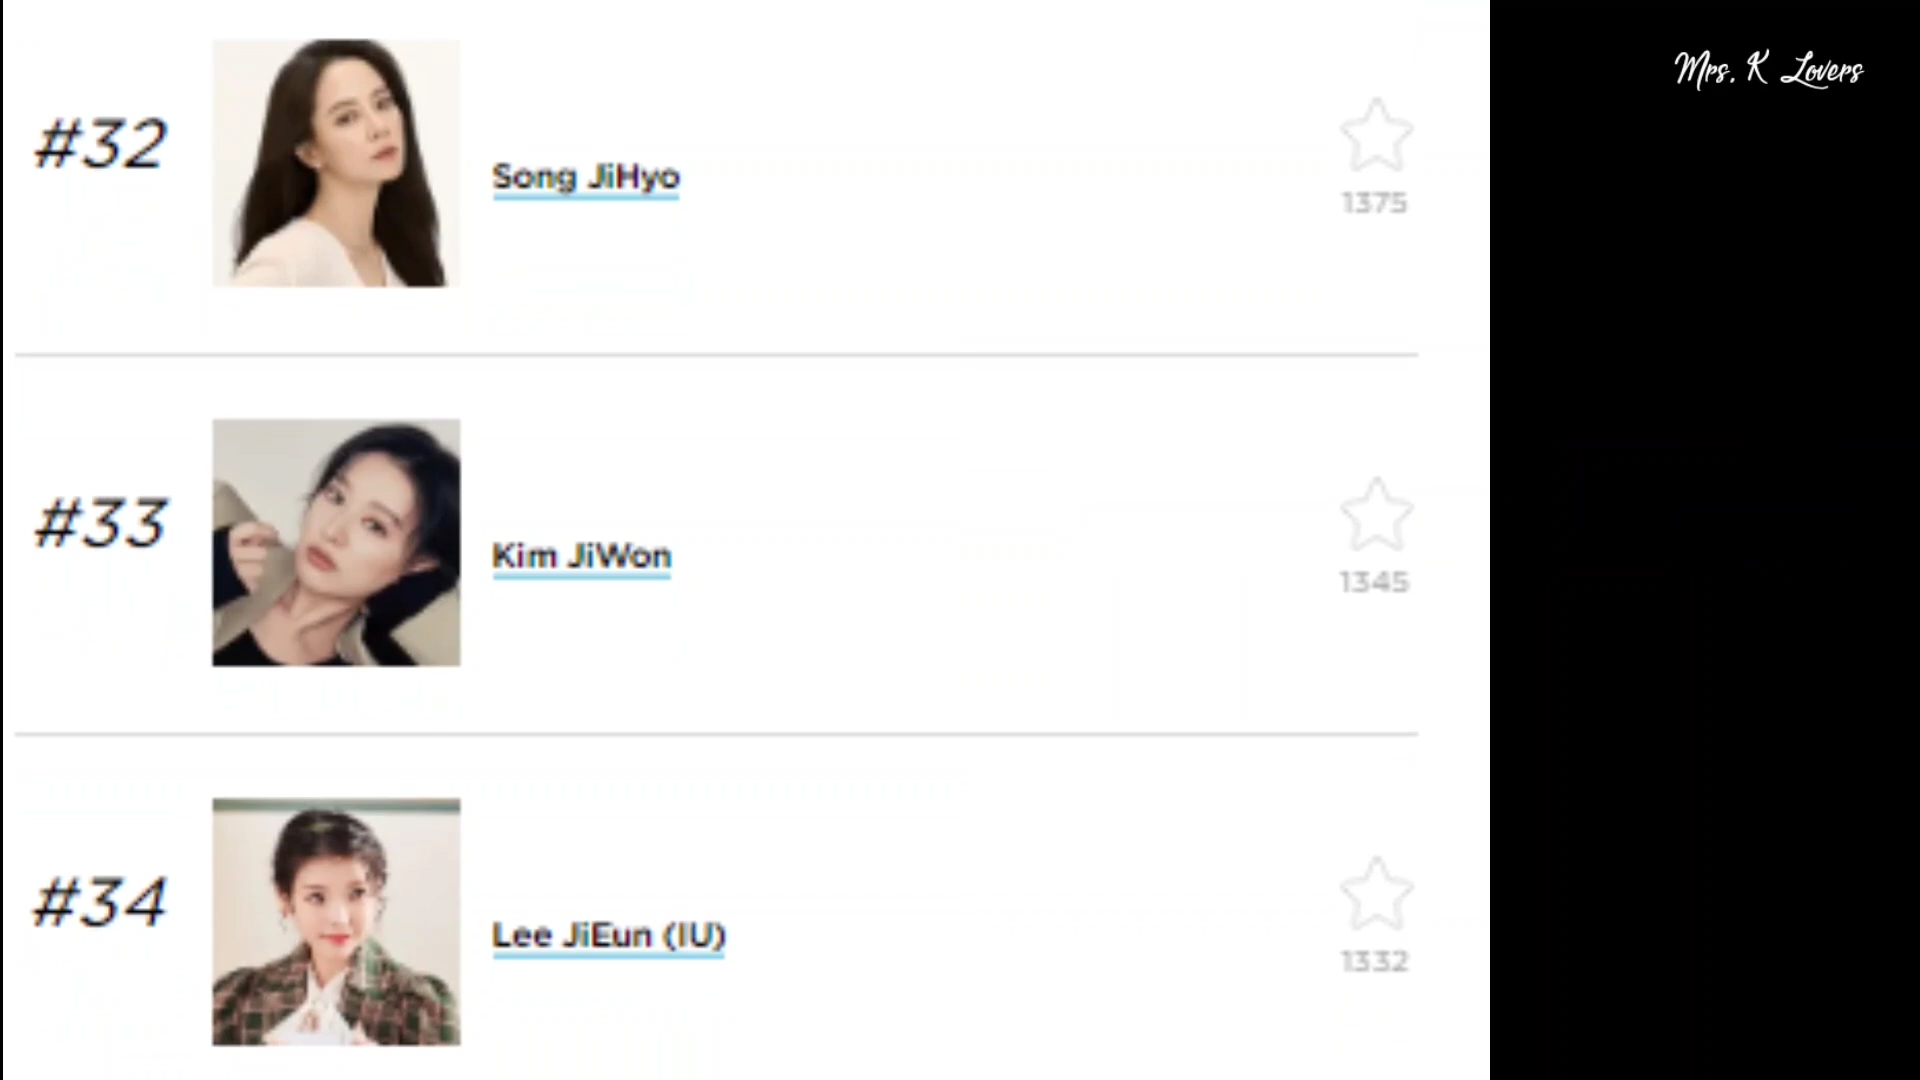 Mrs. K Lovers
#32
Song JiHyo
1375
#33
Kim JiWon
1345
#34
Lee JiEun (IU)
1332